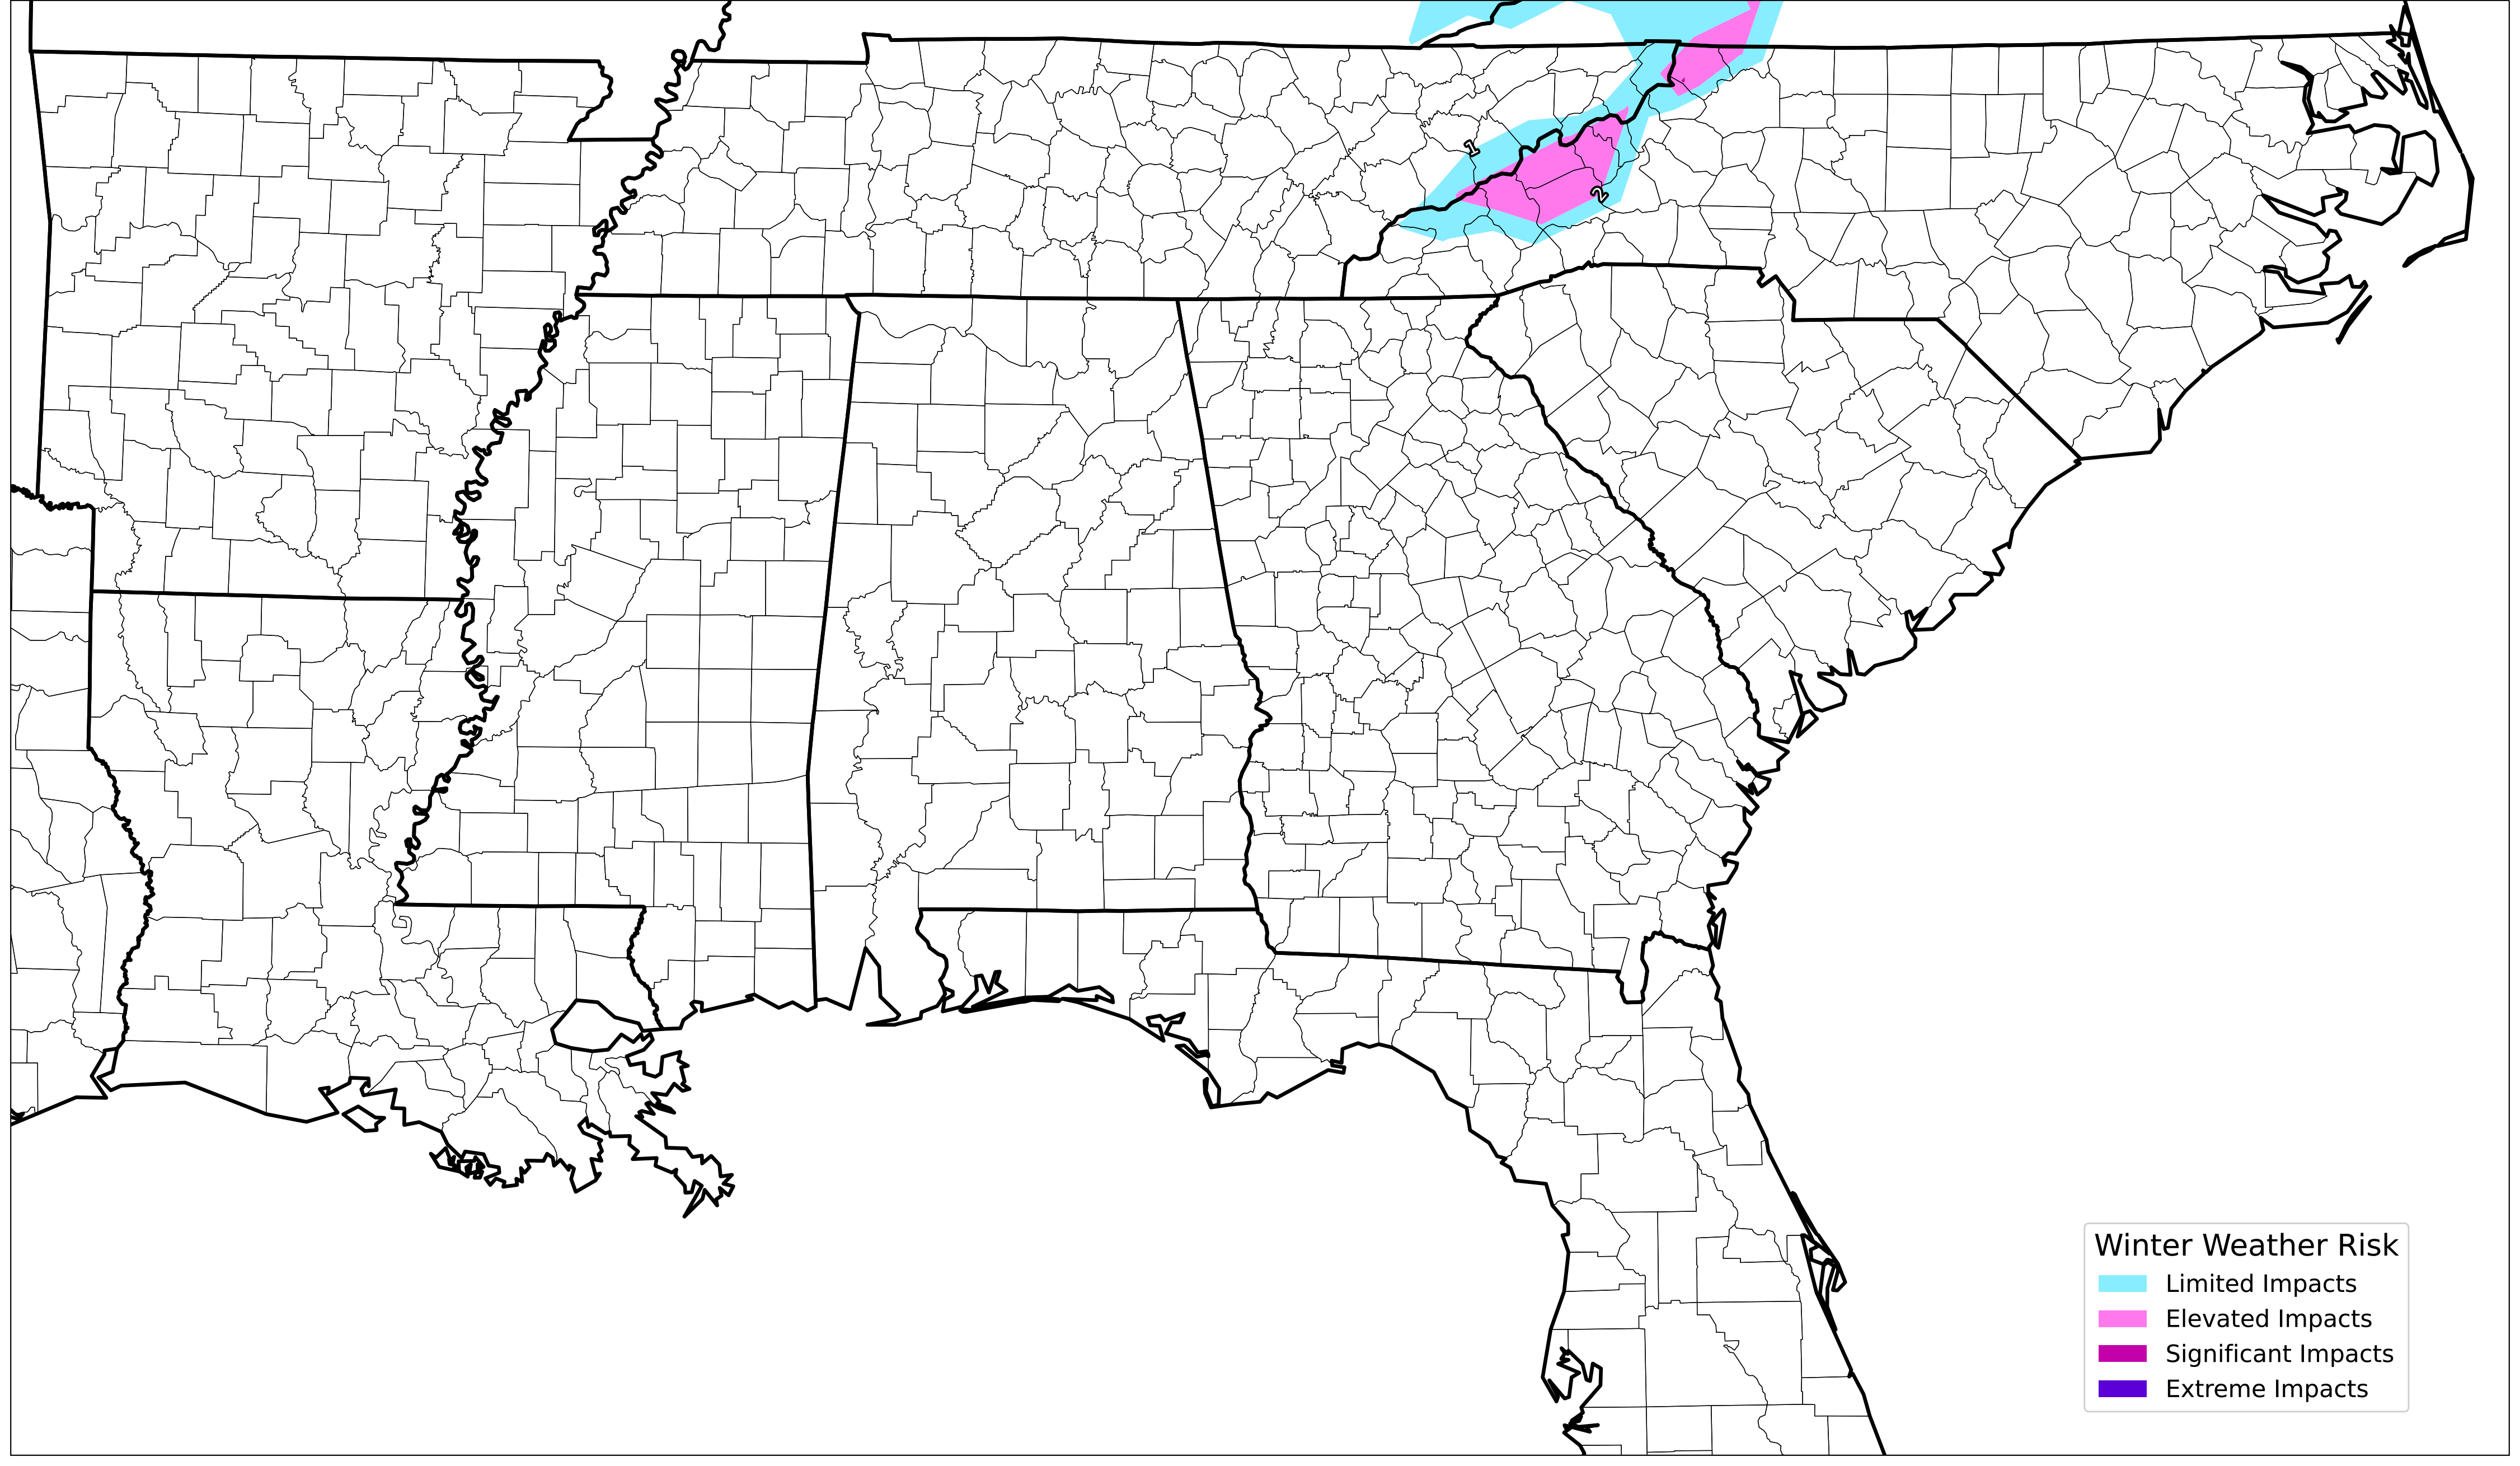 1
2
Winter Weather Risk
Limited Impacts
Elevated Impacts
Significant Impacts
Extreme Impacts